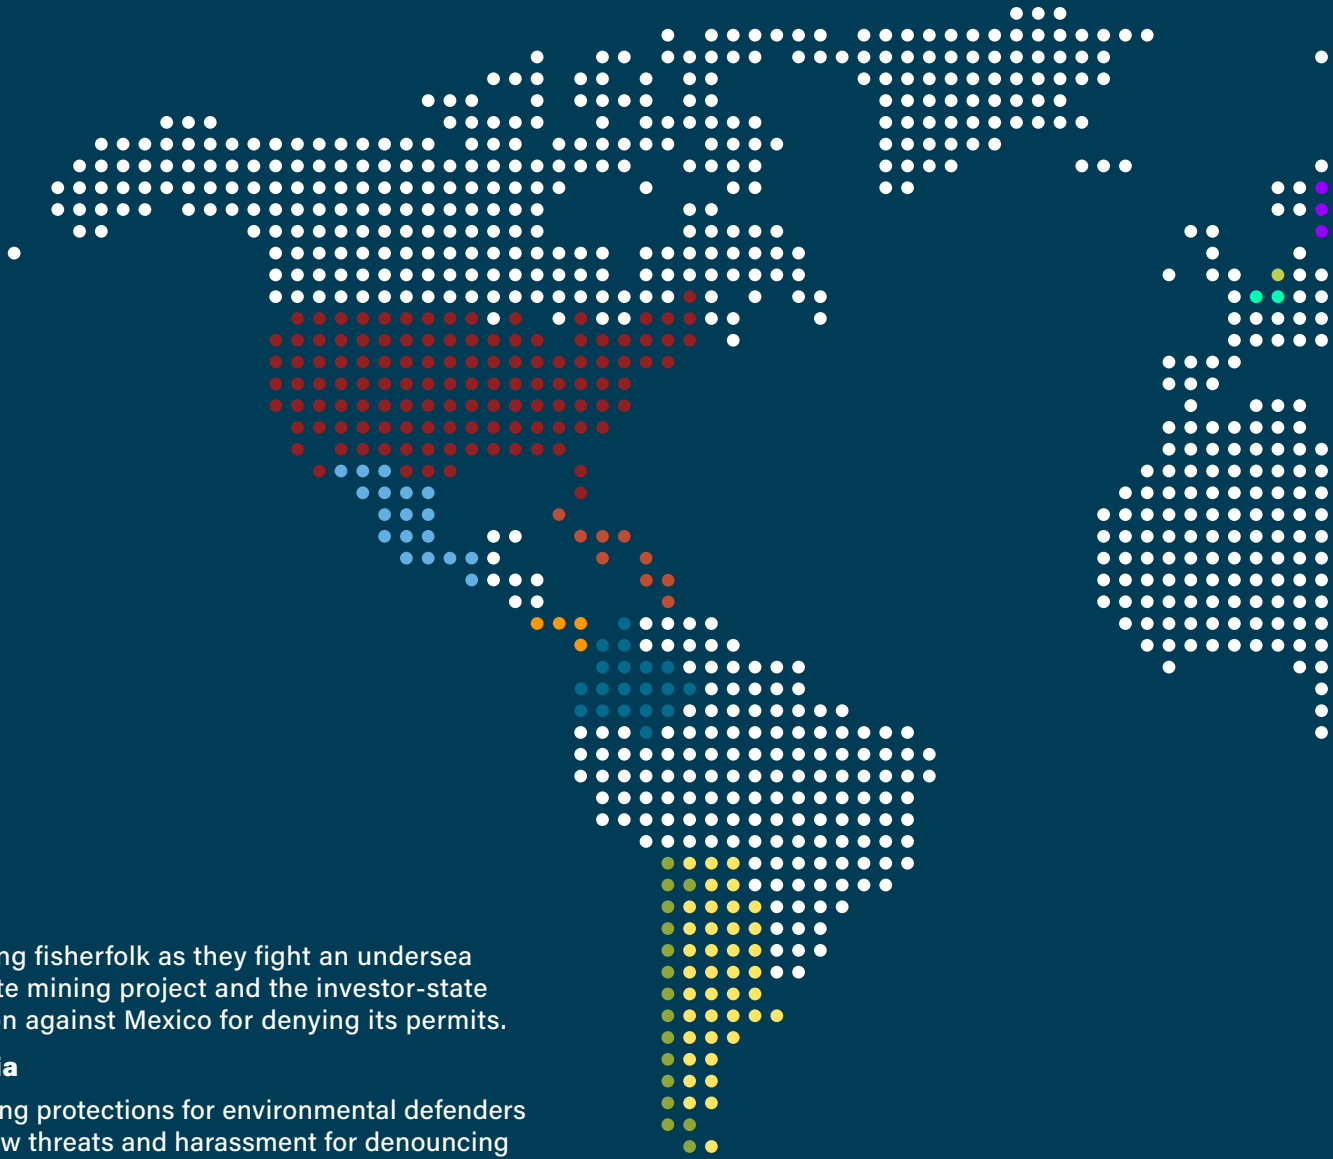 ng fisherfolk as they fight an undersea
te mining project and the investor-state
n against Mexico for denying its permits.
ia
ng protections for environmental defenders
w threats and harassment for denouncing